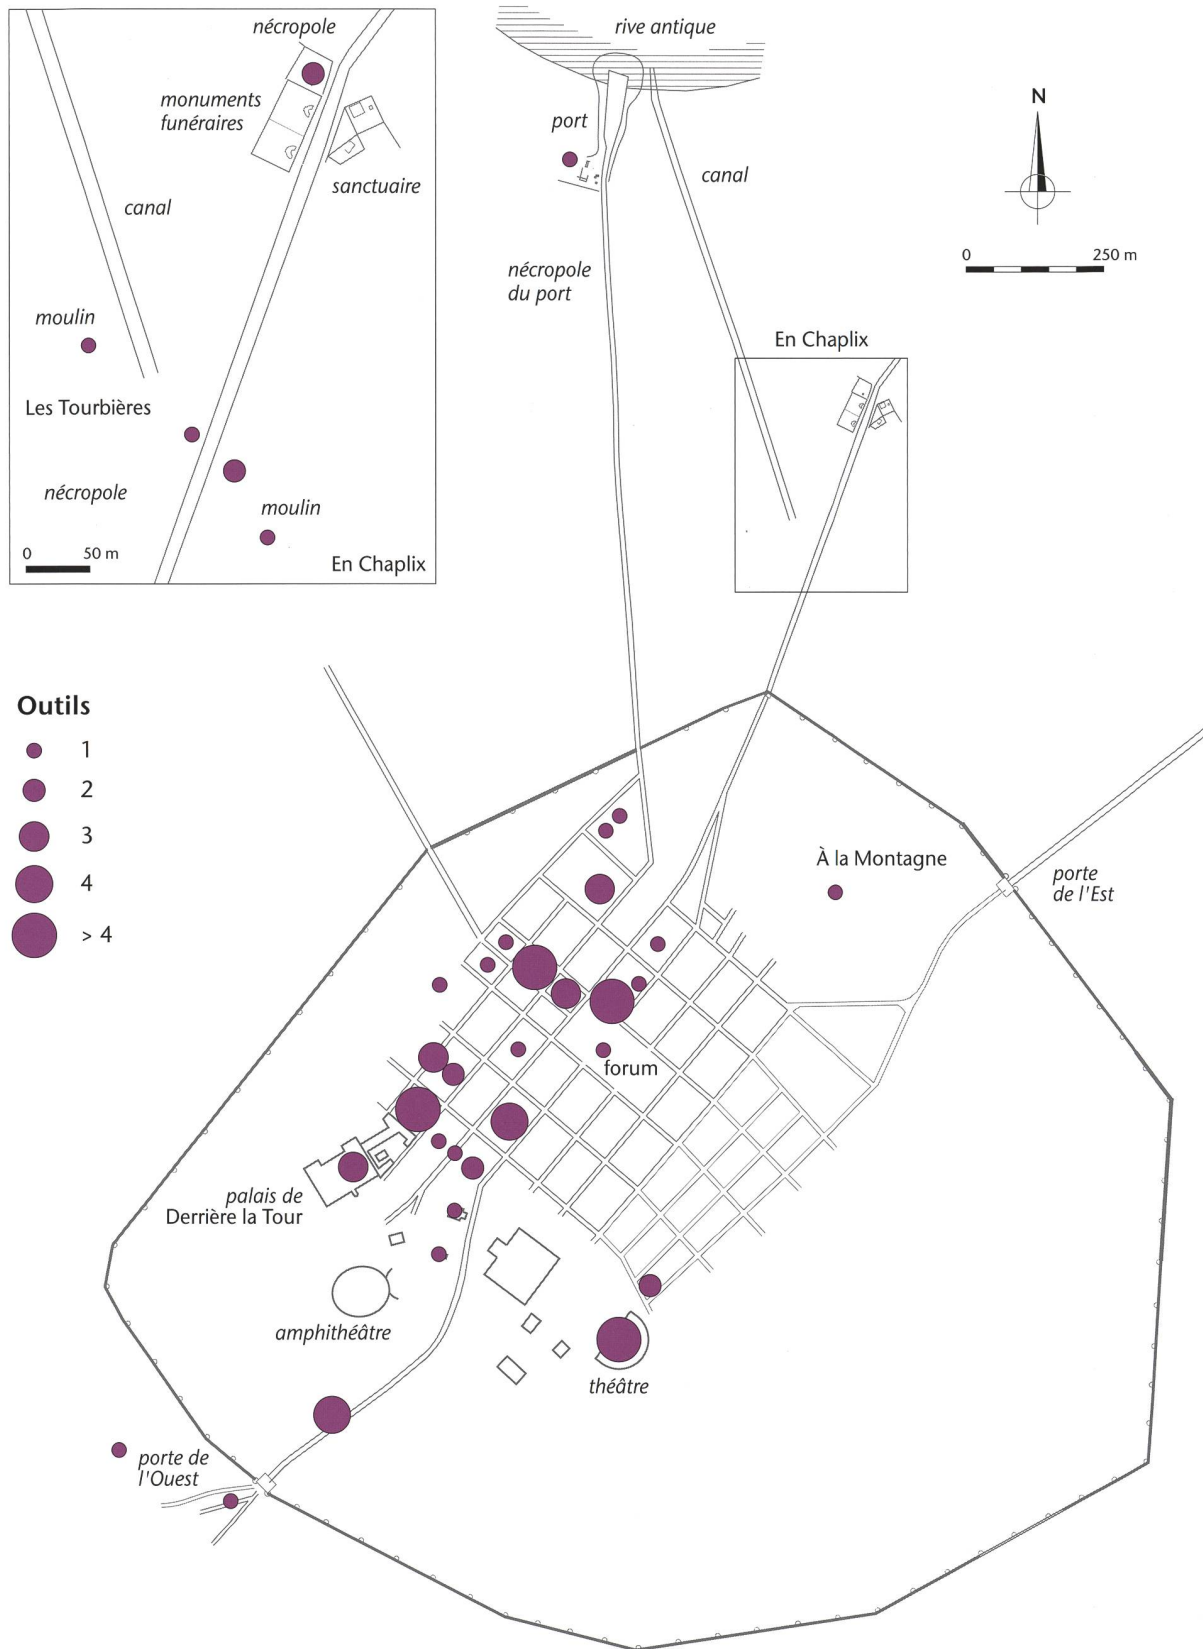 nécropole
monuments
funéraires
sanctuaire
canal
moulin
Les Tourbières
nécropole
moulin
0 50 m
En Chaplix
rive antique
port
canal
nécropole
du port
N
0 250 m
En Chaplix
Outils
1
2
3
4
> 4
À la Montagne
porte
de l'Est
forum
palais de
Derrière la Tour
amphithéâtre
théâtre
porte de
l'Ouest